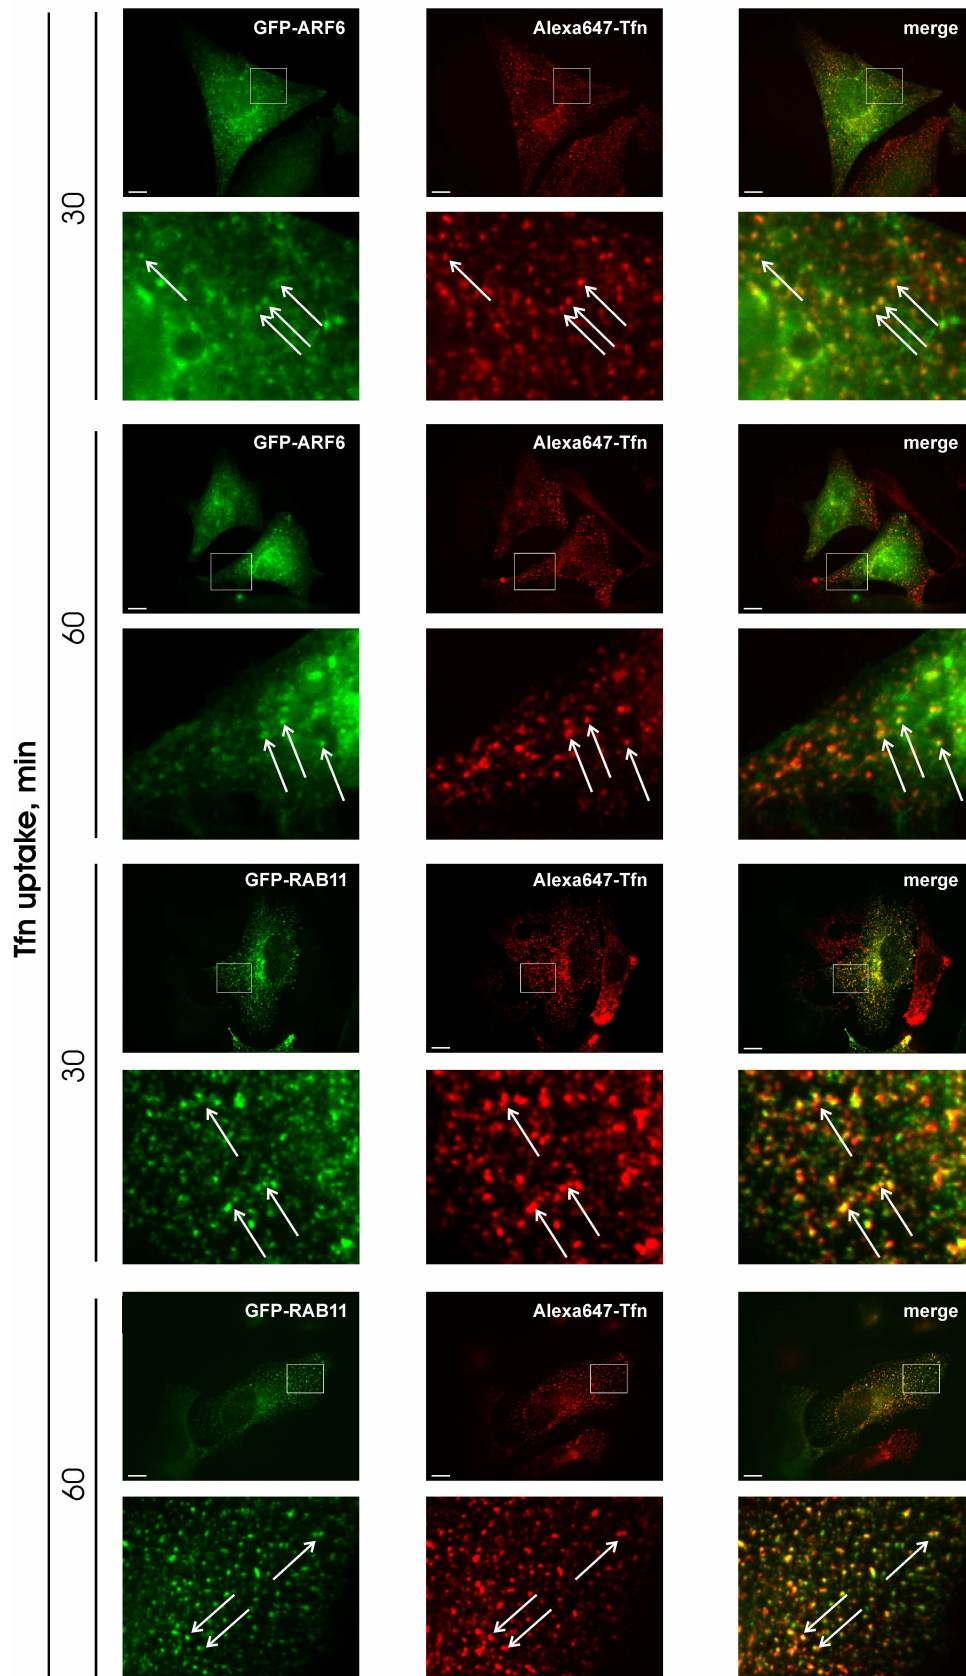 Tfn uptake, min
30
GFP-ARF6 Alexa647-Tfn merge
60
GFP-ARF6 Alexa647-Tfn merge
30
GFP-RAB11 Alexa647-Tfn merge
60
GFP-RAB11 Alexa647-Tfn merge